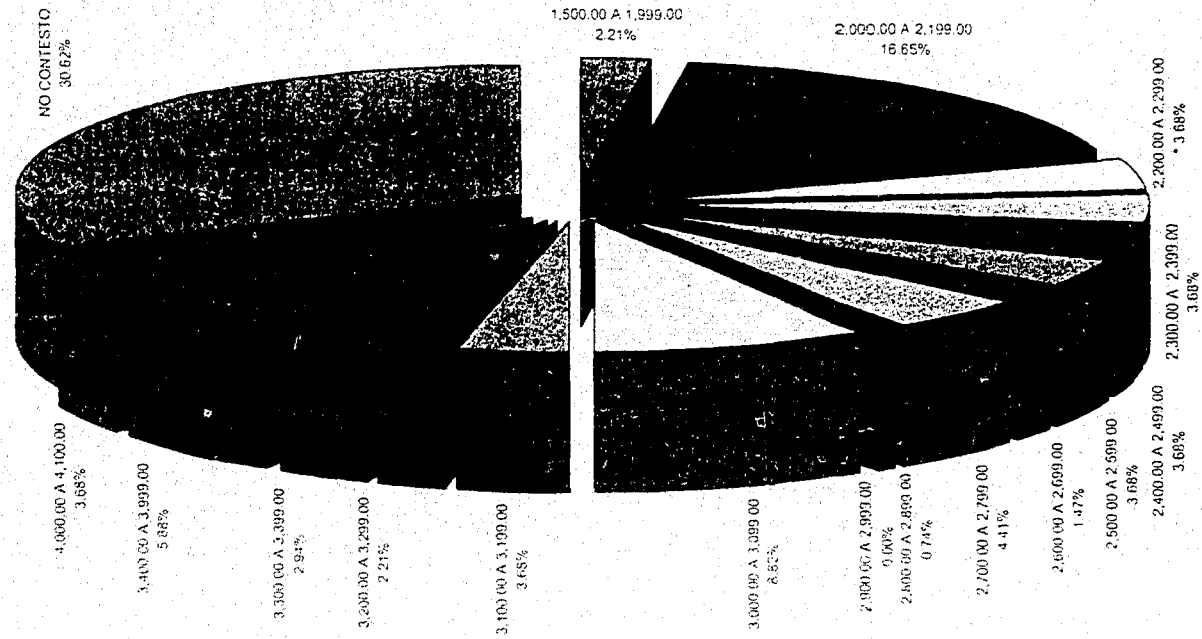 NO CONTESTO
30.62%
1,500.00 A 1,999.00
2.21%
2,000.00 A 2,199.00
16.65%
2,200.00 A 2,299.00
3.68%
2,300.00 A 2,399.00
3.68%
2,400.00 A 2,499.00
3.68%
2,500.00 A 2,599.00
3.68%
2,600.00 A 2,699.00
1.47%
2,700.00 A 2,799.00
4.41%
2,800.00 A 2,899.00
0.74%
2,900.00 A 2,999.00
0.00%
3,000.00 A 3,099.00
8.83%
3,100.00 A 3,199.00
3.68%
3,200.00 A 3,299.00
2.21%
3,300.00 A 3,399.00
2.94%
3,400.00 A 3,999.00
5.88%
4,000.00 A 4,100.00
3.68%